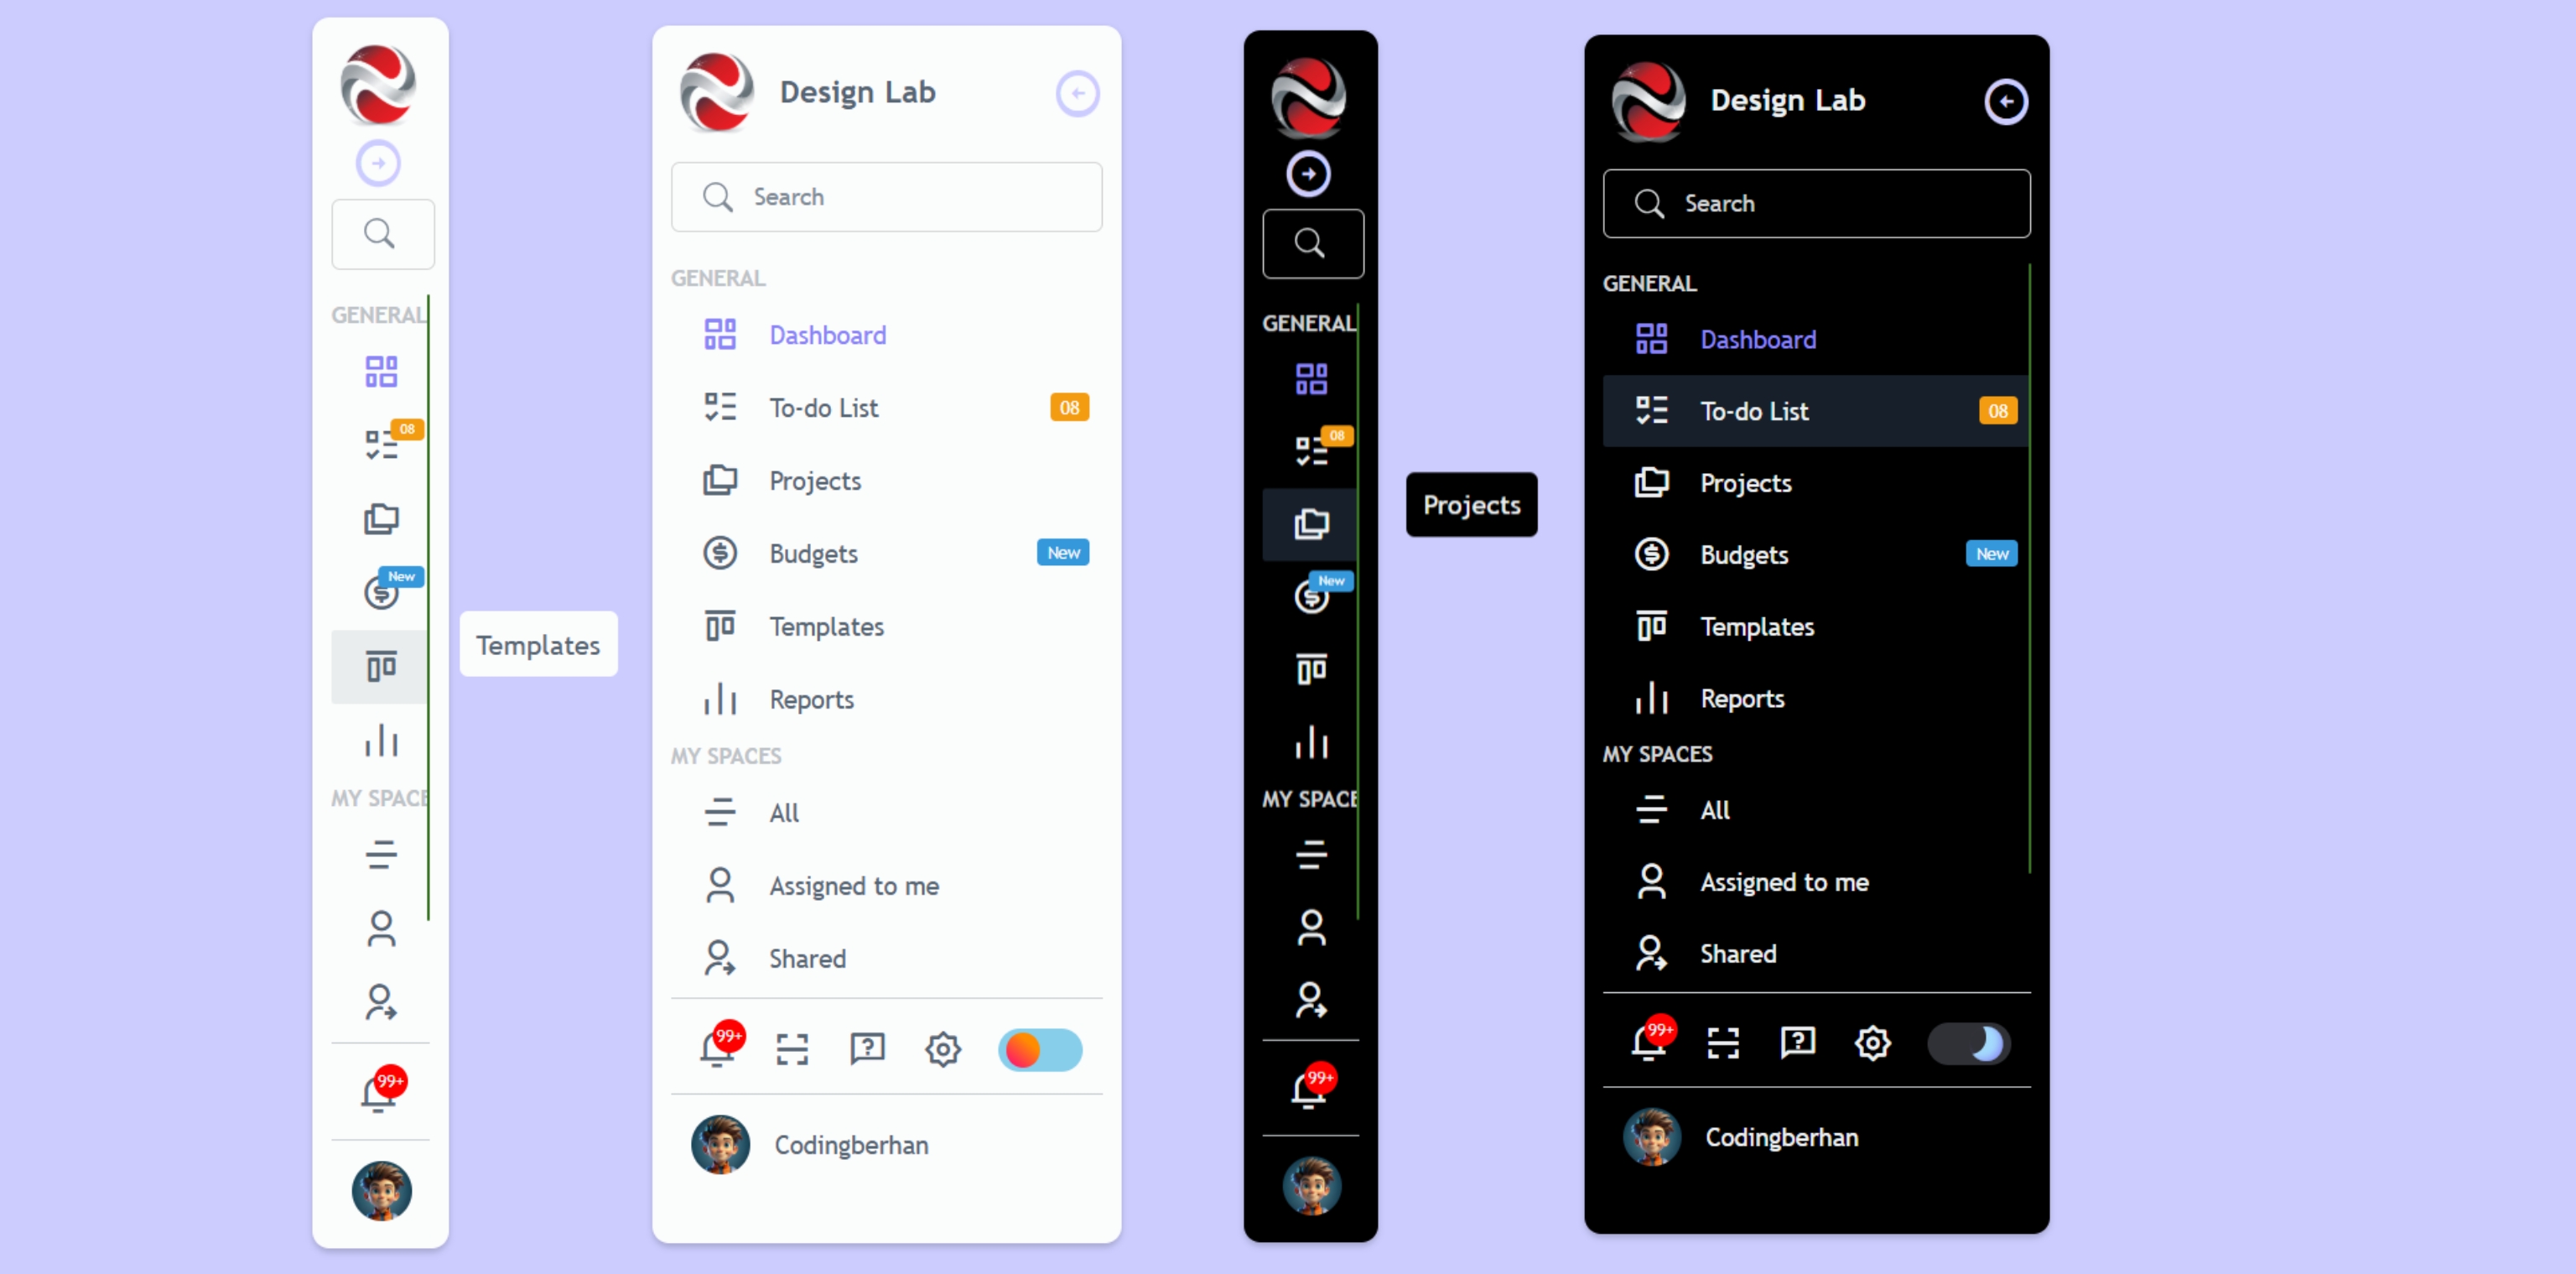 GENERAL
08
New
Templates
MY SPACE
99+
Design Lab
Search
GENERAL
Dashboard
To-do List 08
Projects
Budgets New
Templates
Reports
MY SPACES
All
Assigned to me
Shared
99+
Codingberhan
GENERAL
08
Projects
New
MY SPACE
99+
Design Lab
Search
GENERAL
Dashboard
To-do List 08
Projects
Budgets New
Templates
Reports
MY SPACES
All
Assigned to me
Shared
99+
Codingberhan